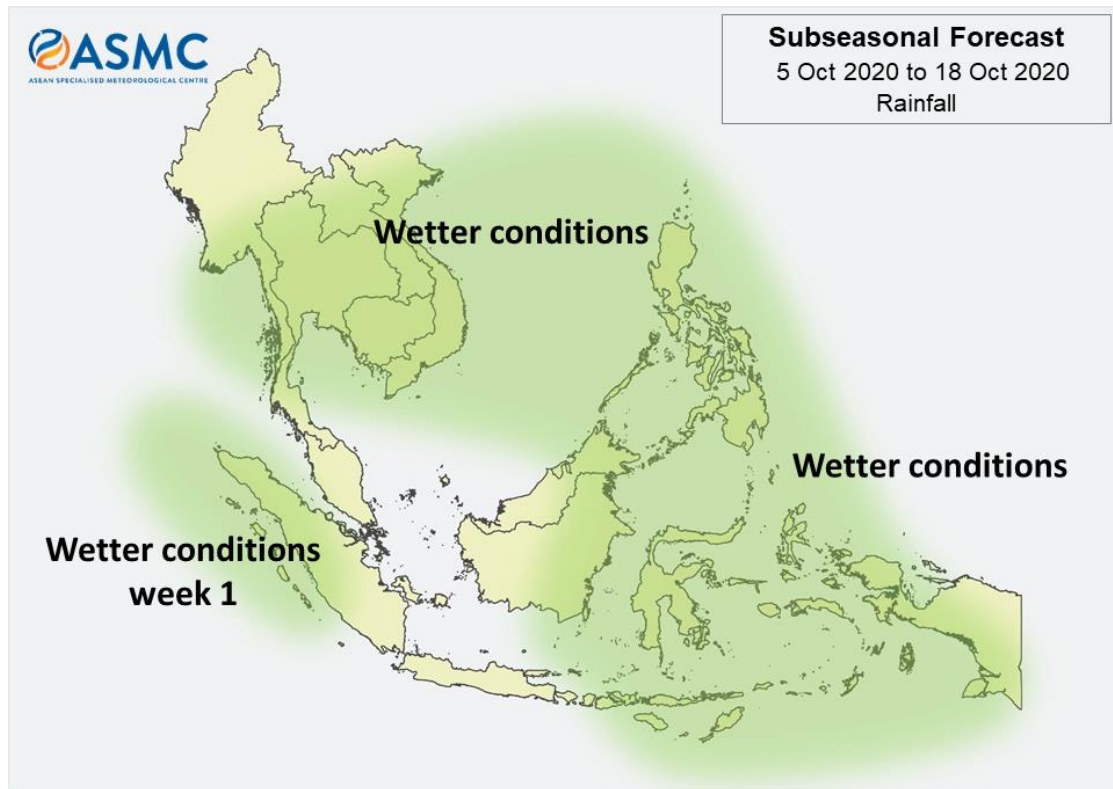 ASMC
ASEAN SPECIALISED METEOROLOGICAL CENTRE
Subseasonal Forecast
5 Oct 2020 to 18 Oct 2020
Rainfall
Wetter conditions
Wetter conditions
Wetter conditions
week 1